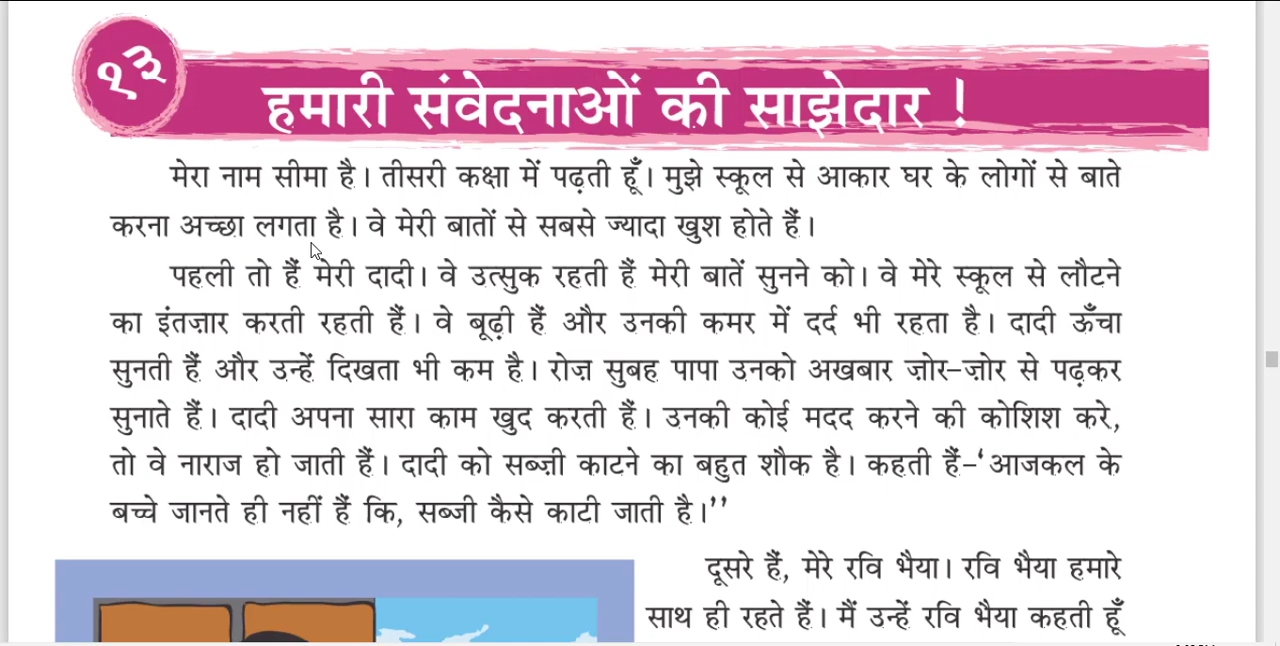 १३
हमारी संवेदनाओं की साझेदार !
मेरा नाम सीमा है। तीसरी कक्षा में पढ़ती हूँ। मुझे स्कूल से आकार घर के लोगों से बाते
करना अच्छा लगता है। वे मेरी बातों से सबसे ज्यादा खुश होते हैं।
पहली तो हैं मेरी दादी। वे उत्सुक रहती हैं मेरी बातें सुनने को। वे मेरे स्कूल से लौटने
का इंतज़ार करती रहती हैं। वे बूढ़ी हैं और उनकी कमर में दर्द भी रहता है। दादी ऊँचा
सुनती हैं और उन्हें दिखता भी कम है। रोज़ सुबह पापा उनको अखबार ज़ोर-ज़ोर से पढ़कर
सुनाते हैं। दादी अपना सारा काम खुद करती हैं। उनकी कोई मदद करने की कोशिश करे,
तो वे नाराज हो जाती हैं। दादी को सब्ज़ी काटने का बहुत शौक है। कहती हैं-‘आजकल के
बच्चे जानते ही नहीं हैं कि, सब्जी कैसे काटी जाती है।’’
दूसरे हैं, मेरे रवि भैया। रवि भैया हमारे
साथ ही रहते हैं। मैं उन्हें रवि भैया कहती हूँ